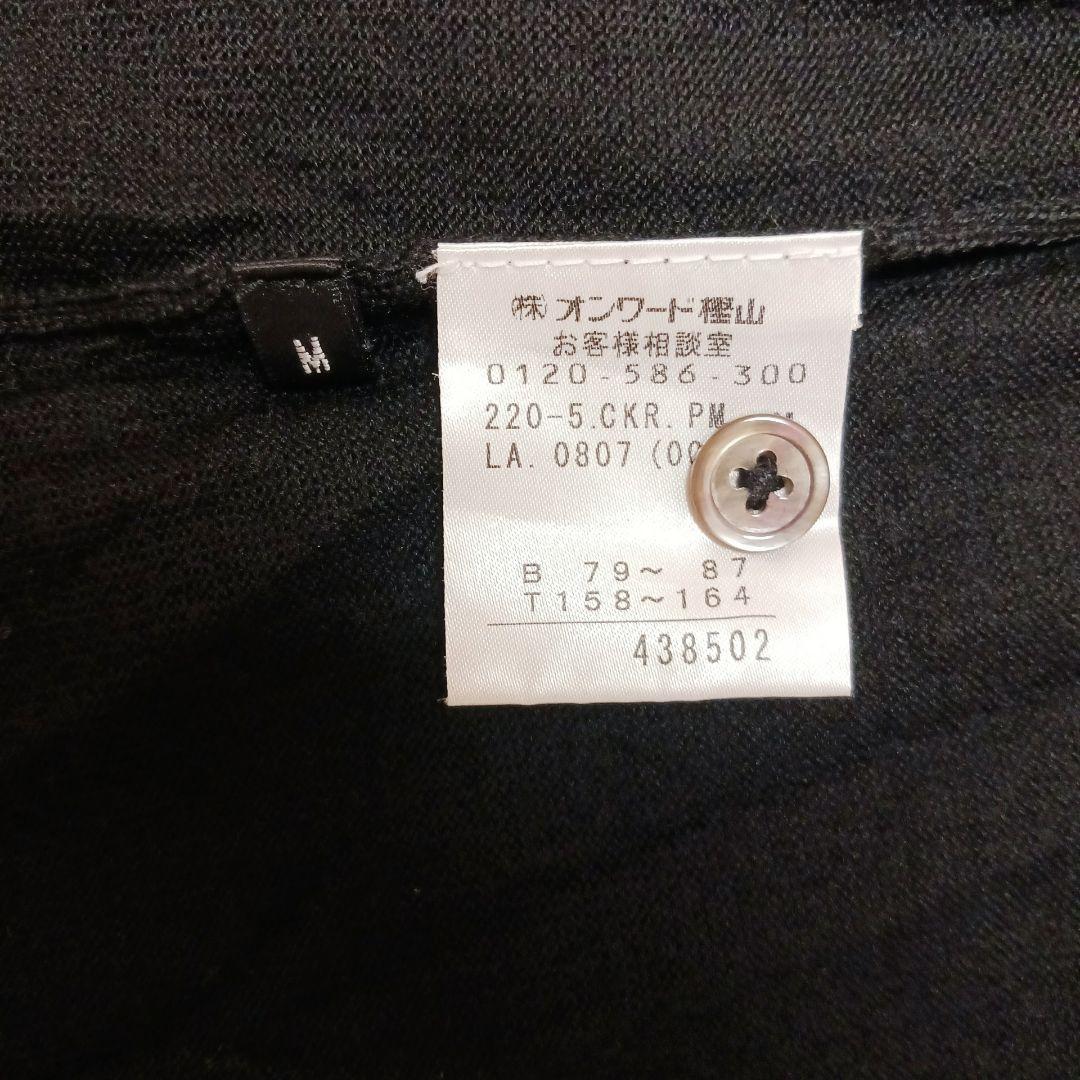 M
(株)オンワード樫山
お客様相談室
0120-586-300
220-5.CKR.PM
LA. 0807 (00
B 79~ 87
T158~164
438502